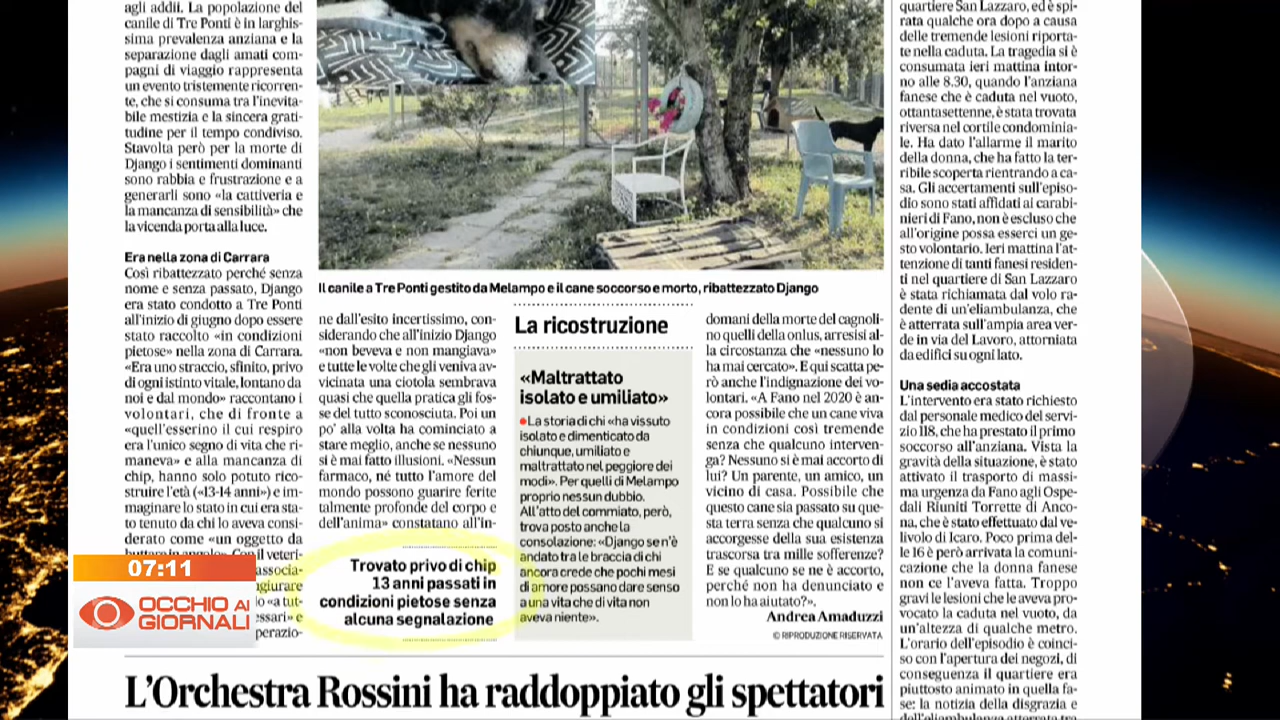 agli addii. La popolazione del
canile di Tre Ponti è in larghis-
sima prevalenza anziana e la
separazione dagli amati com-
pagni di viaggio rappresenta
un evento tristemente ricorren-
te, che si consuma tra l'inevita-
bile mestizia e la sincera grati-
tudine per il tempo condiviso.
Stavolta però per la morte di
Django i sentimenti dominanti
sono rabbia e frustrazione e a
generarli sono «la cattiveria e
la mancanza di sensibilità» che
la vicenda porta alla luce.
Era nella zona di Carrara
Così ribattezzato perché senza
nome e senza passato, Django
era stato condotto a Tre Ponti
all'inizio di giugno dopo essere
stato raccolto «in condizioni
pietose» nella zona di Carrara.
«Era uno straccio, sfinito, privo
di ogni istinto vitale, lontano da
noi e dal mondo» raccontano i
volontari, che di fronte a
«quell'esserino il cui respiro
era l'unico segno di vita che ri-
maneva» e alla mancanza di
chip, hanno solo potuto rico-
struire l'età («13-14 anni») e im-
maginare lo stato in cui era sta-
to tenuto da chi lo aveva consi-
derato come «un oggetto da
Con il veteri-
associa-
ngiurare
lo «a tut-
essari» e
perazio-
Il canile a Tre Ponti gestito da Melampo e il cane soccorso e morto, ribattezzato Django
ne dall'esito incertissimo, con-
siderando che all'inizio Django
«non beveva e non mangiava»
e tutte le volte che gli veniva av-
vicinata una ciotola sembrava
quasi che quella pratica gli fos-
se del tutto sconosciuta. Poi un
po' alla volta ha cominciato a
stare meglio, anche se nessuno
si è mai fatto illusioni. «Nessun
farmaco, né tutto l'amore del
mondo possono guarire ferite
talmente profonde del corpo e
dell'anima» constatano all'in-
Trovato privo di chip
13 anni passati in
condizioni pietose senza
alcuna segnalazione
La ricostruzione
«Maltrattato
isolato e umiliato»
La storia di chi «ha vissuto
isolato e dimenticato da
chiunque, umiliato e
maltrattato nel peggiore dei
modi». Per quelli di Melampo
proprio nessun dubbio.
All'atto del commiato, però,
trova posto anche la
consolazione: «Django se n'è
andato tra le braccia di chi
ancora crede che pochi mesi
di amore possano dare senso
a una vita che di vita non
aveva niente».
domani della morte del cagnoli-
no quelli della onlus, arresisi al-
la circostanza che «nessuno lo
ha mai cercato». E qui scatta pe-
rò anche l'indignazione dei vo-
lontari. «A Fano nel 2020 è an-
cora possibile che un cane viva
in condizioni così tremende
senza che qualcuno interven-
ga? Nessuno si è mai accorto di
lui? Un parente, un amico, un
vicino di casa. Possibile che
questo cane sia passato su que-
sta terra senza che qualcuno si
accorgesse della sua esistenza
trascorsa tra mille sofferenze?
E se qualcuno se ne è accorto,
perché non ha denunciato e
non lo ha aiutato?».
Andrea Amaduzzi
© RIPRODUZIONE RISERVATA
quartiere San Lazzaro, ed è spi-
rata qualche ora dopo a causa
delle tremende lesioni riporta-
te nella caduta. La tragedia si è
consumata ieri mattina intor-
no alle 8.30, quando l'anziana
fanese che è caduta nel vuoto,
ottantasettenne, è stata trovata
riversa nel cortile condominia-
le. Ha dato l'allarme il marito
della donna, che ha fatto la ter-
ribile scoperta rientrando a ca-
sa. Gli accertamenti sull'episo-
dio sono stati affidati ai carabi-
nieri di Fano, non è escluso che
all'origine possa esserci un ge-
sto volontario. Ieri mattina l'at-
tenzione di tanti fanesi residen-
ti nel quartiere di San Lazzaro
è stata richiamata dal volo ra-
dente di un'eliambulanza, che
è atterrata sull'ampia area ver-
de in via del Lavoro, attorniata
da edifici su ogni lato.
Una sedia accostata
L'intervento era stato richiesto
dal personale medico del servi-
zio 118, che ha prestato il primo
soccorso all'anziana. Vista la
gravità della situazione, è stato
attivato il trasporto di massi-
ma urgenza da Fano agli Ospe-
dali Riuniti Torrette di Anco-
na, che è stato effettuato dal ve-
livolo di Icaro. Poco prima del-
le 16 è però arrivata la comuni-
cazione che la donna fanese
non ce l'aveva fatta. Troppo
gravi le lesioni che le aveva pro-
vocato la caduta nel vuoto, da
un'altezza di qualche metro.
L'orario dell'episodio è coinci-
so con l'apertura dei negozi, di
conseguenza il quartiere era
piuttosto animato in quella fa-
se: la notizia della disgrazia e
L'Orchestra Rossini ha raddoppiato gli spettatori
07:11
OCCHIO AI
GIORNALI